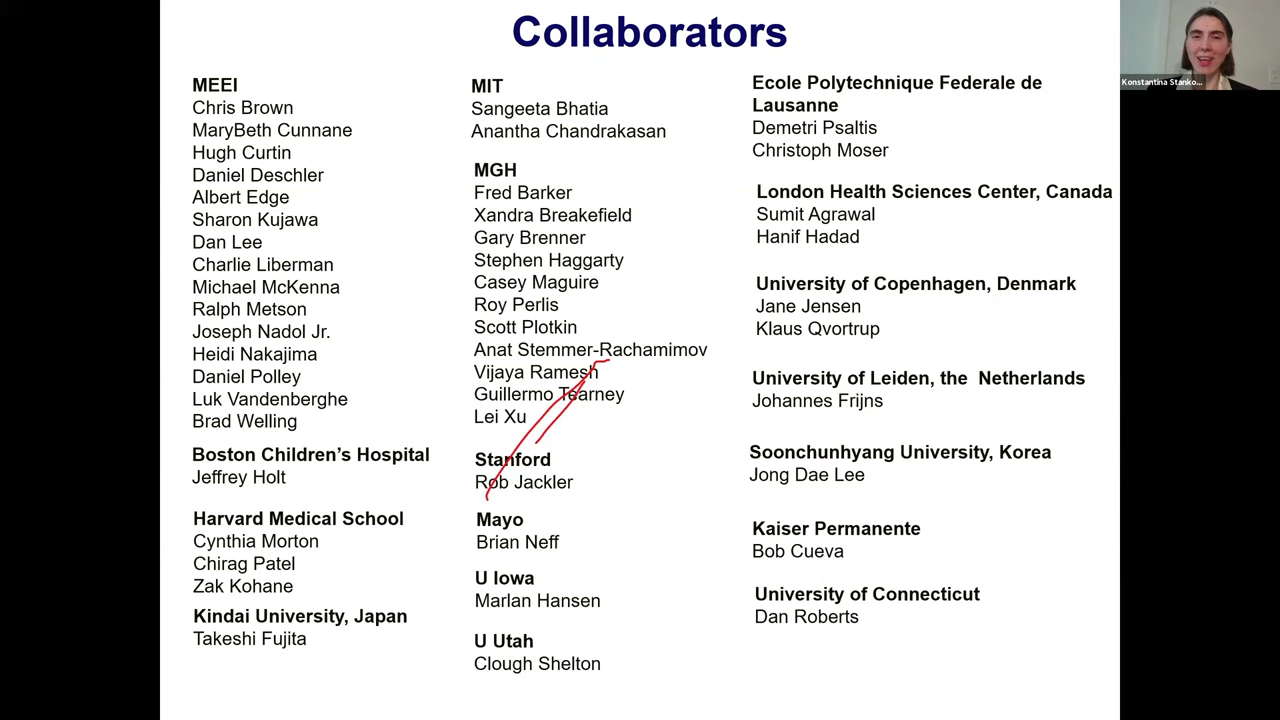 Collaborators
MEEI
Chris Brown
MaryBeth Cunnane
Hugh Curtin
Daniel Deschler
Albert Edge
Sharon Kujawa
Dan Lee
Charlie Liberman
Michael McKenna
Ralph Metson
Joseph Nadol Jr.
Heidi Nakajima
Daniel Polley
Luk Vandenberghe
Brad Welling
Boston Children's Hospital
Jeffrey Holt
Harvard Medical School
Cynthia Morton
Chirag Patel
Zak Kohane
Kindai University, Japan
Takeshi Fujita
MIT
Sangeeta Bhatia
Anantha Chandrakasan
MGH
Fred Barker
Xandra Breakefield
Gary Brenner
Stephen Haggarty
Casey Maguire
Roy Perlis
Scott Plotkin
Anat Stemmer-Rachamimov
Vijaya Ramesh
Guillermo Tearney
Lei Xu
Stanford
Rob Jackler
Mayo
Brian Neff
U Iowa
Marlan Hansen
U Utah
Clough Shelton
Ecole Polytechnique Federale de
Lausanne
Demetri Psaltis
Christoph Moser
London Health Sciences Center, Canada
Sumit Agrawal
Hanif Hadad
University of Copenhagen, Denmark
Jane Jensen
Klaus Qvortrup
University of Leiden, the Netherlands
Johannes Frijns
Soonchunhyang University, Korea
Jong Dae Lee
Kaiser Permanente
Bob Cueva
University of Connecticut
Dan Roberts
Konstantina Stanko...